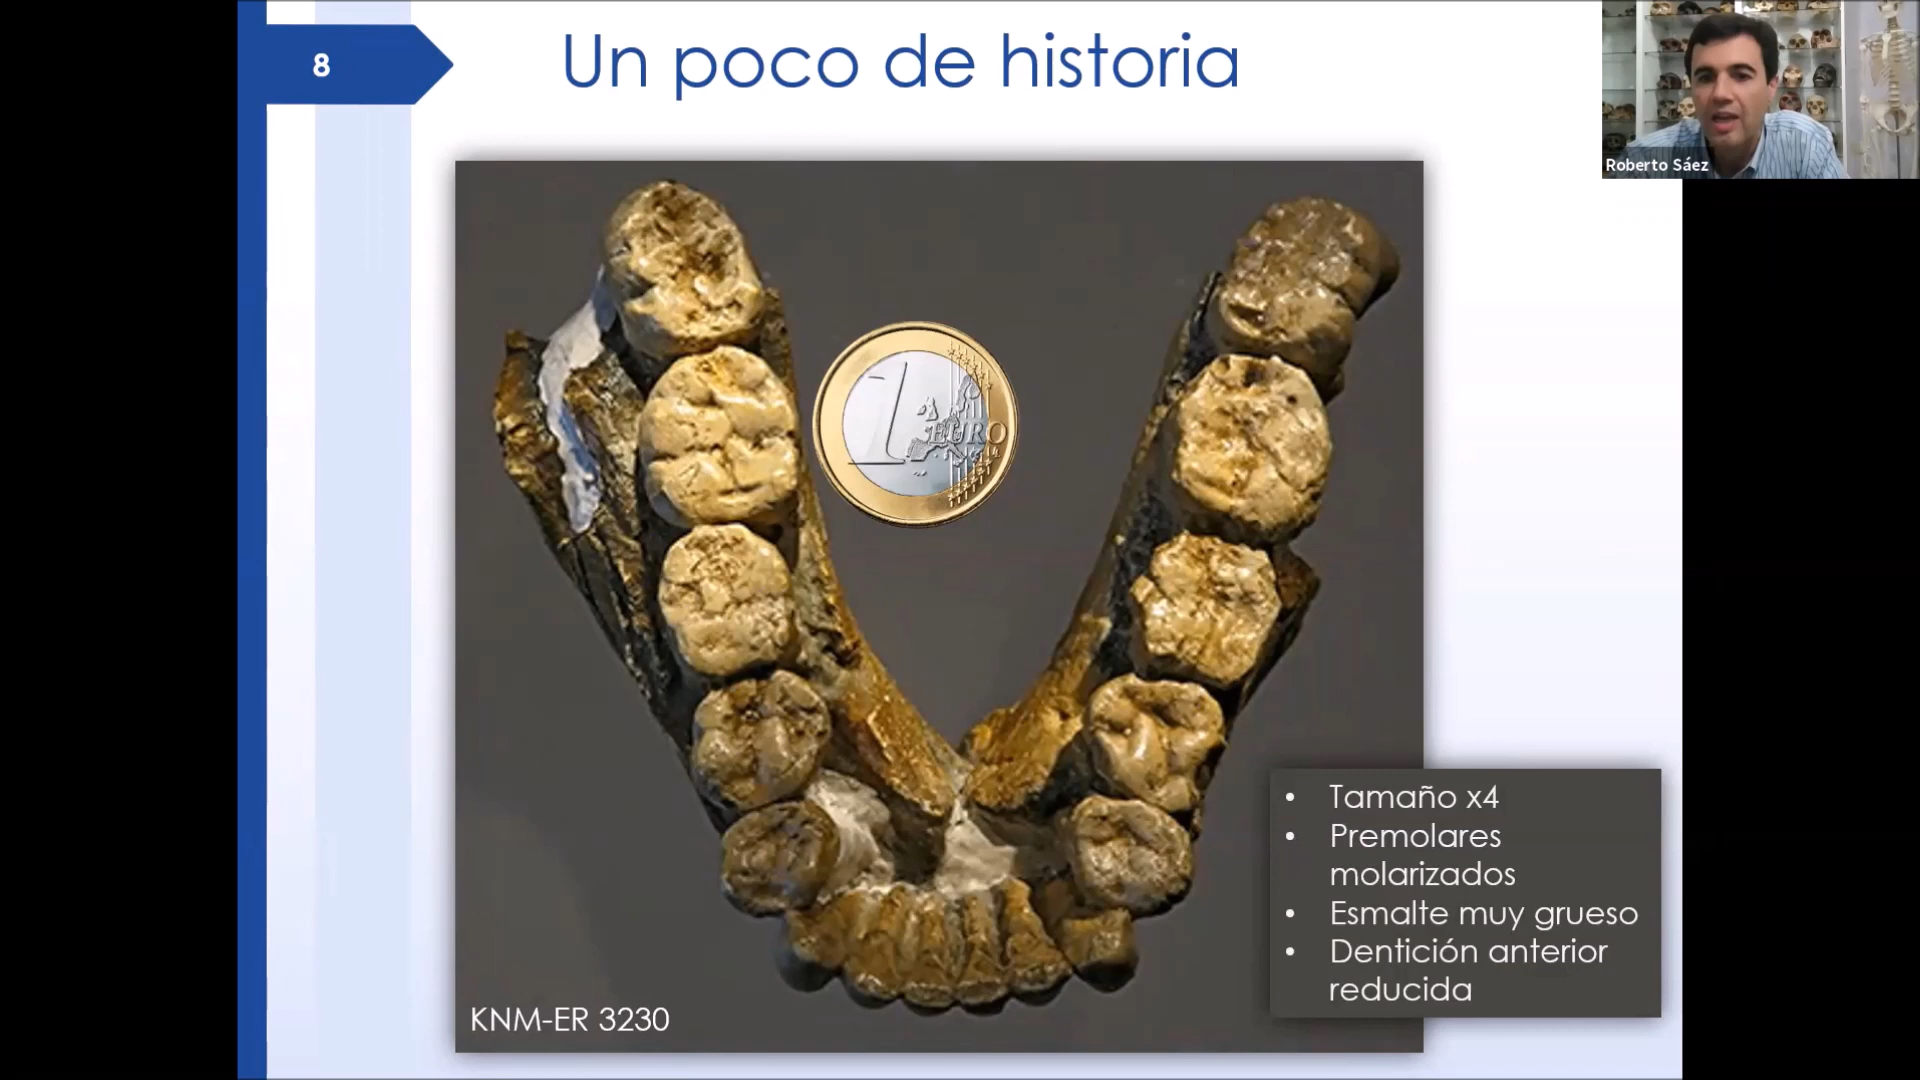 8
Un poco de historia
Roberto Sáez
1
EURO
• Tamaño x4
• Premolares
molarizados
• Esmalte muy grueso
• Dentición anterior
reducida
KNM-ER 3230